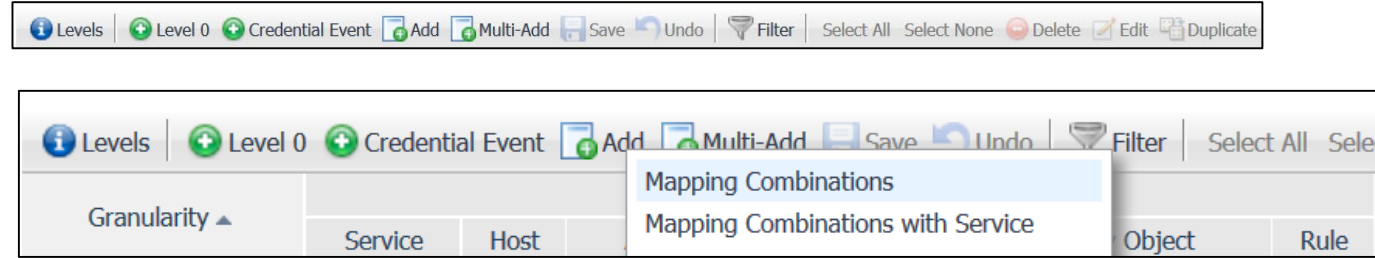 Levels Level 0 Credential Event Add Multi-Add Save Undo Filter Select All Select None Delete Edit Duplicate
Levels Level 0 Credential Event Add Multi-Add Save Undo Filter Select All Sele
Mapping Combinations
Granularity
Mapping Combinations with Service
Service Host Object Rule